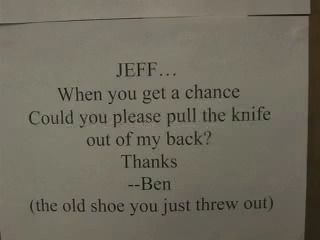 JEFF...
When you get a chance
Could you please pull the knife
out of my back?
Thanks
--Ben
(the old shoe you just threw out)